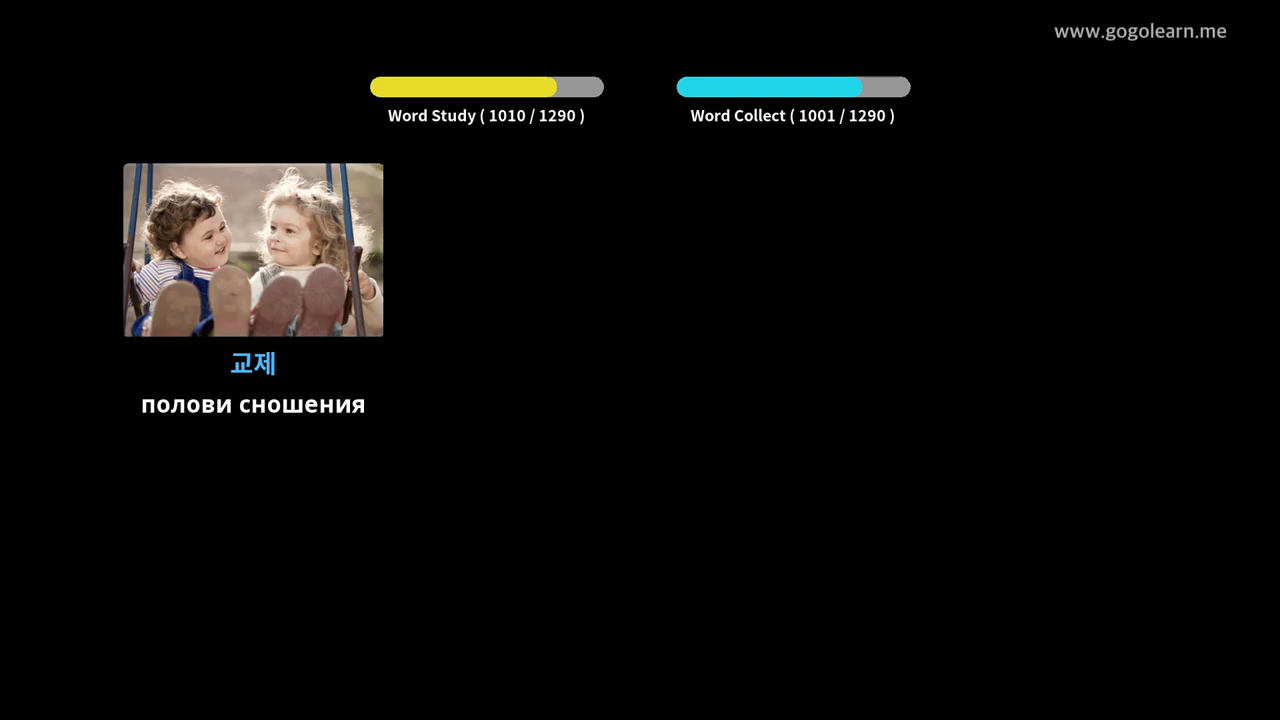 www.gogolearn.me
Word Study ( 1010 / 1290 )
Word Collect ( 1001 / 1290 )
교제
полови сношения